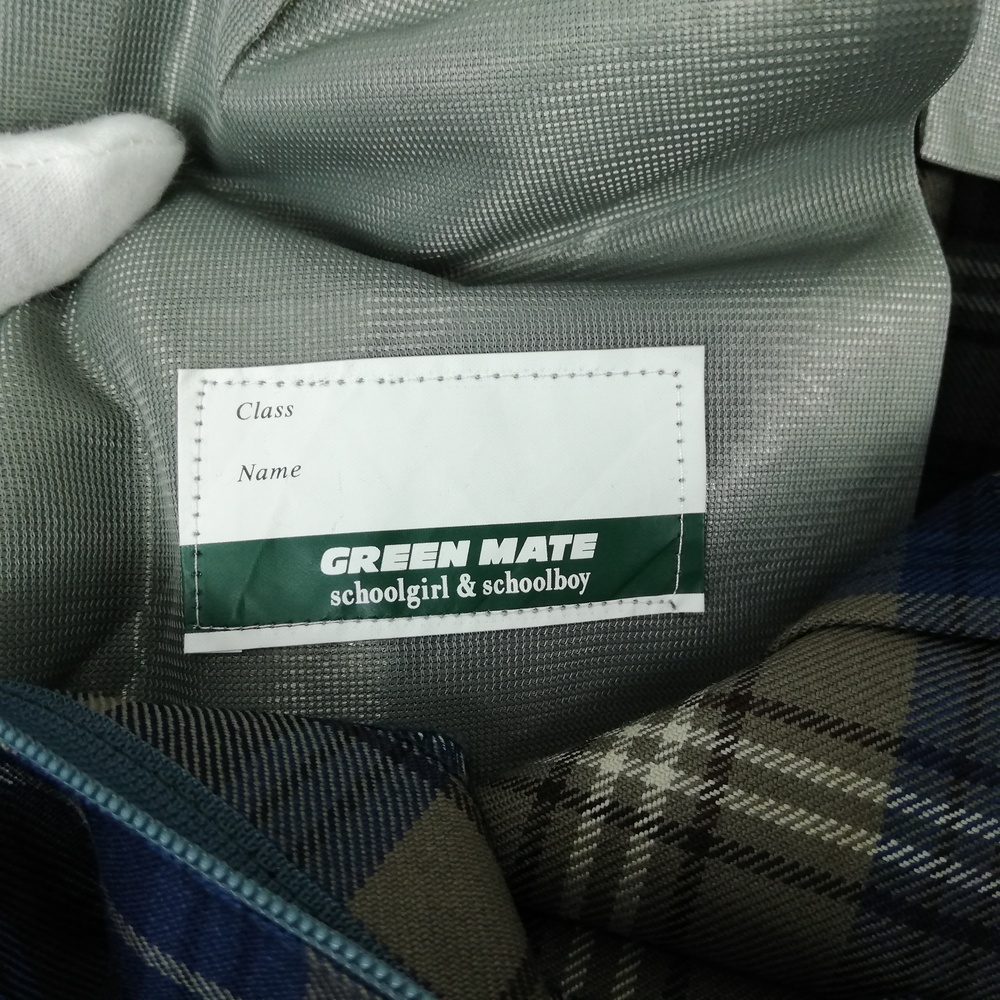 Class
Name
GREEN MATE
schoolgirl & schoolboy